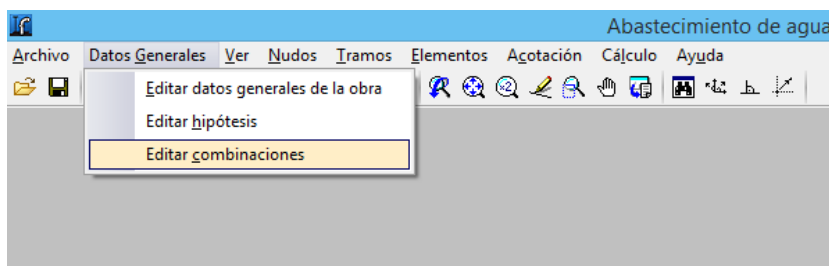 Abastecimiento de agua
Archivo Datos Generales Ver Nudos Tramos Elementos Acotación Cálculo Ayuda
Editar datos generales de la obra
Editar hipótesis
Editar combinaciones